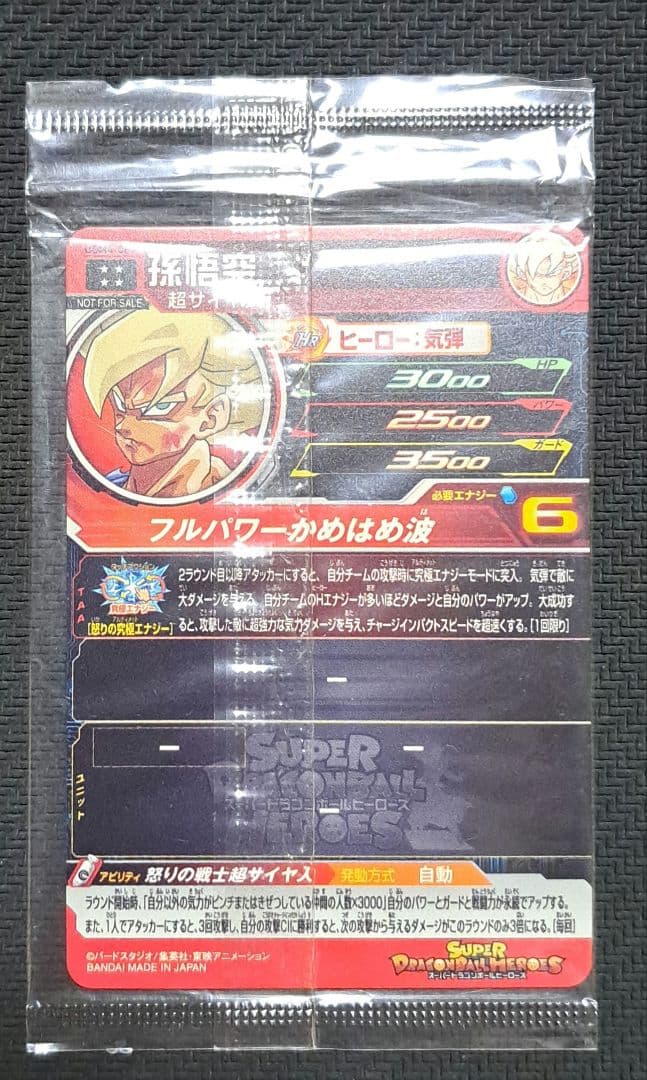 孫悟空
超サイヤ
NOT FOR SALE
HR
ヒーロー：気弾
HP
3000
パワー
2500
ガード
3500
必要エナジー
6
フルパワーかめはめ波
TAA
究極エナジー
[怒りの究極エナジー]
2ラウンド目以降アタッカーにすると、自分チームの攻撃時に究極エナジーモードに突入。気弾で敵に
大ダメージを与え、自分チームのHエナジーが多いほどダメージと自分のパワーがアップ。大成功す
ると、攻撃した敵に超強力な気力ダメージを与え、チャージインパクトスピードを超速くする。[1回限り]
ー
ユニット
ー
ー
ー
SUPER
DRAGONBALL
スーパードラゴンボールヒーローズ
HEROES
アビリティ 怒りの戦士超サイヤ人 発動方式 自動
ラウンド開始時、「自分以外の気力がピンチまたはきぜつしている仲間の人数×3000」自分のパワーとガードと戦闘力が永続でアップする。
また、1人でアタッカーにすると、3回攻撃し、自分の攻撃CIに勝利すると、次の攻撃から与えるダメージがこのラウンドのみ3倍になる。[毎回]
©バードスタジオ/集英社・東映アニメーション
BANDAI MADE IN JAPAN
SUPER
DRAGONBALL HEROES
スーパードラゴンボールヒーローズ